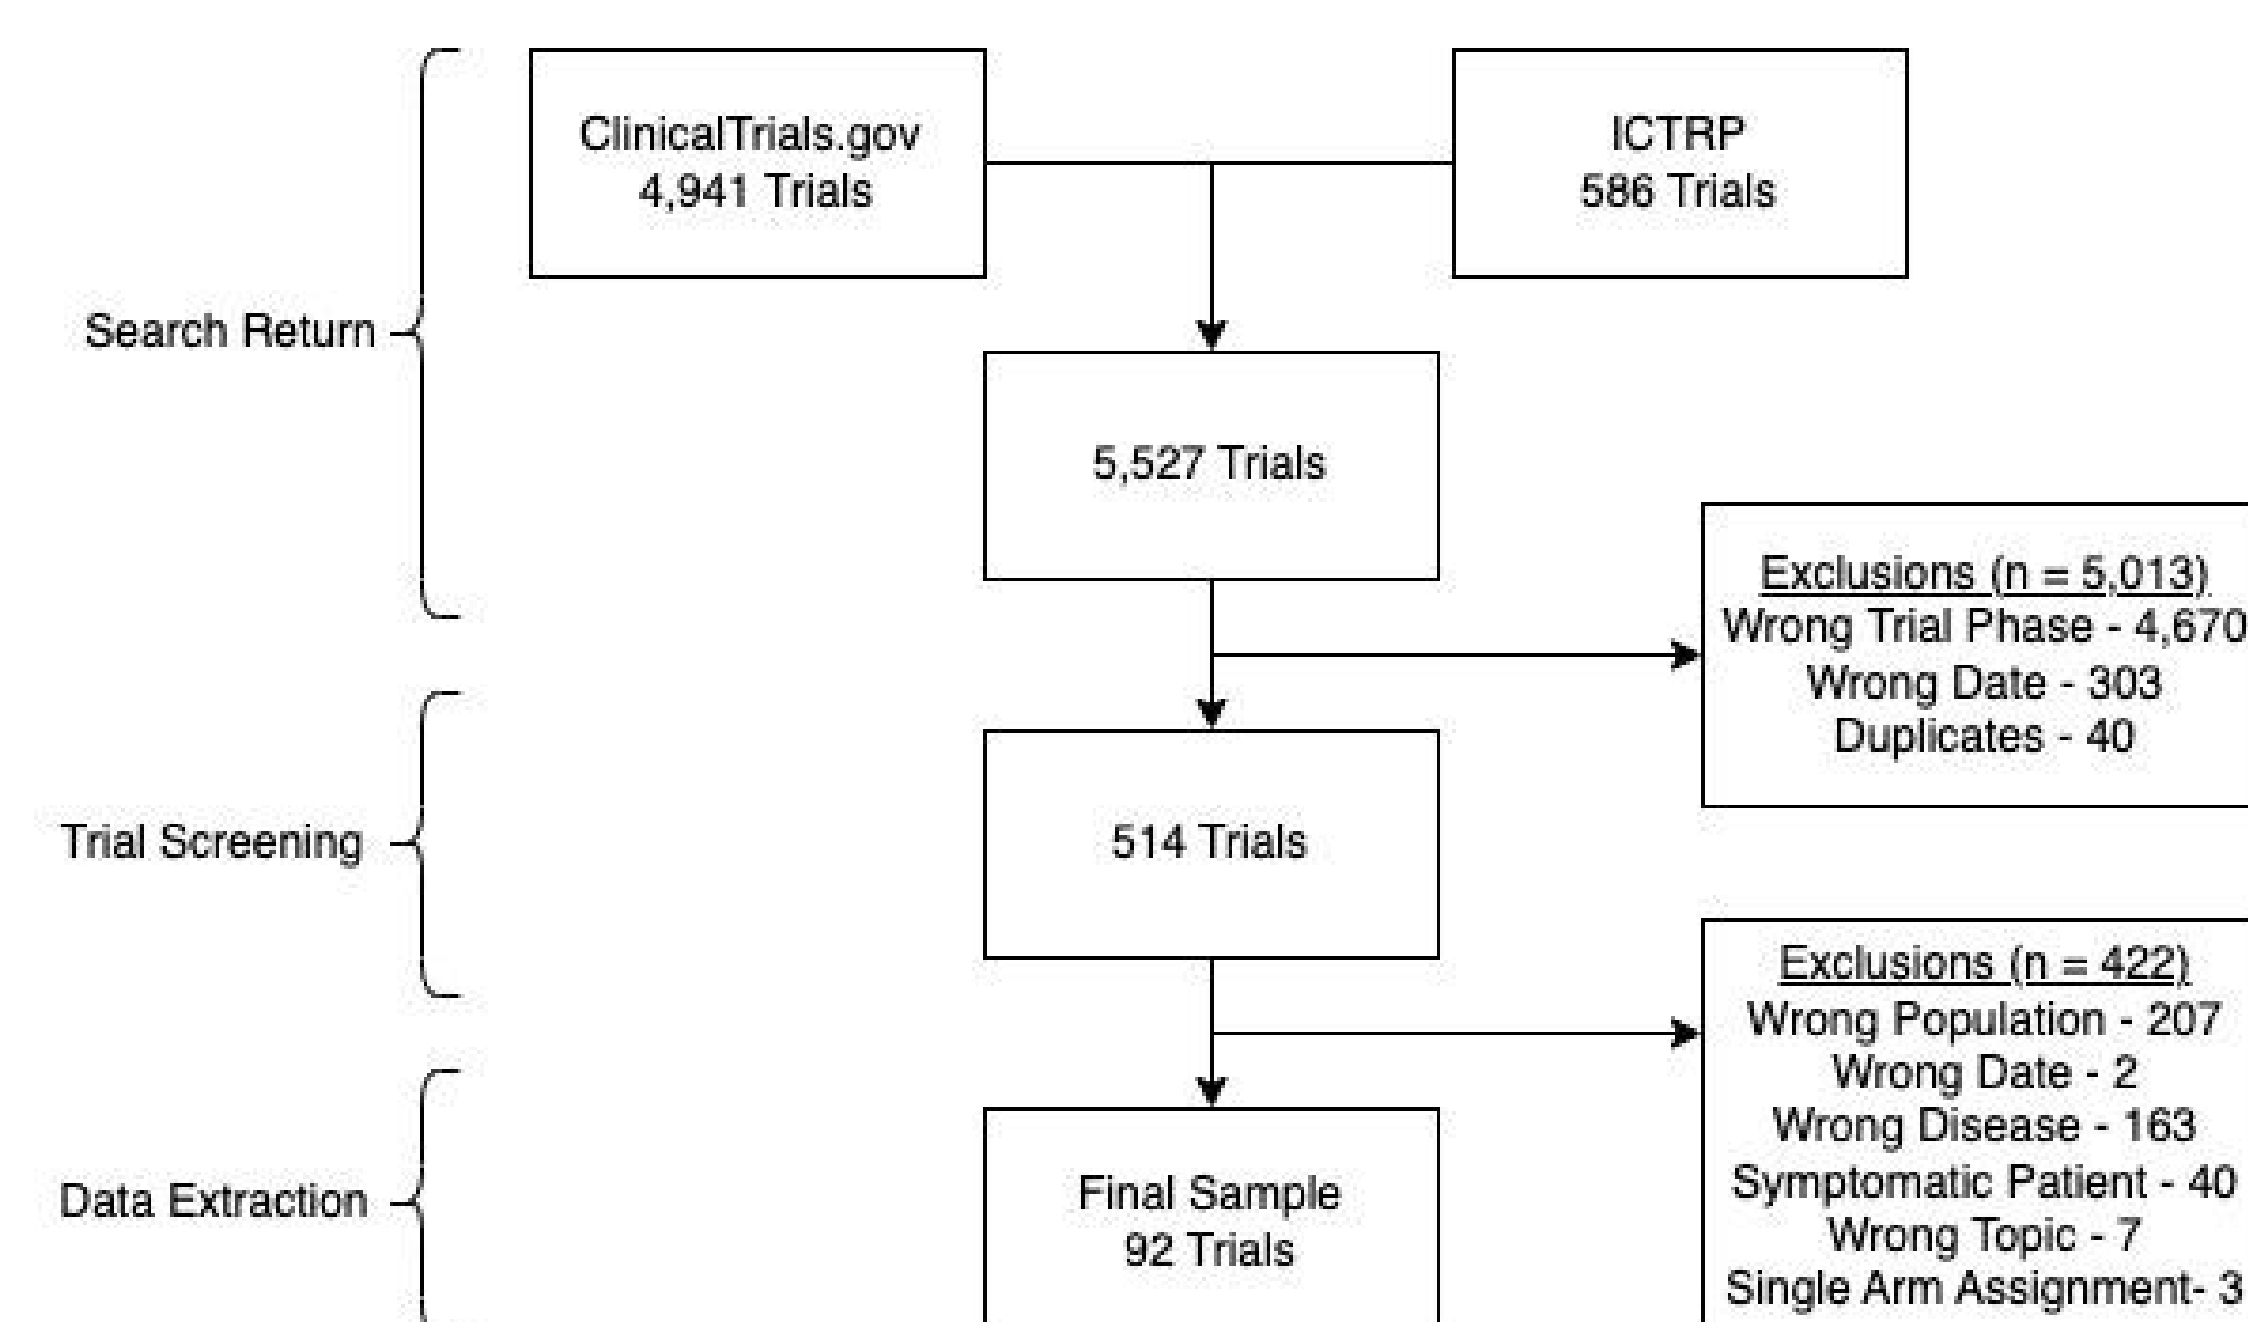 ClinicalTrials.gov
4,941 Trials
ICTRP
586 Trials
Search Return
5,527 Trials
Exclusions (n = 5,013)
Wrong Trial Phase - 4,670
Wrong Date - 303
Duplicates - 40
Trial Screening
514 Trials
Exclusions (n = 422)
Wrong Population - 207
Wrong Date - 2
Wrong Disease - 163
Symptomatic Patient - 40
Wrong Topic - 7
Single Arm Assignment- 3
Data Extraction
Final Sample
92 Trials